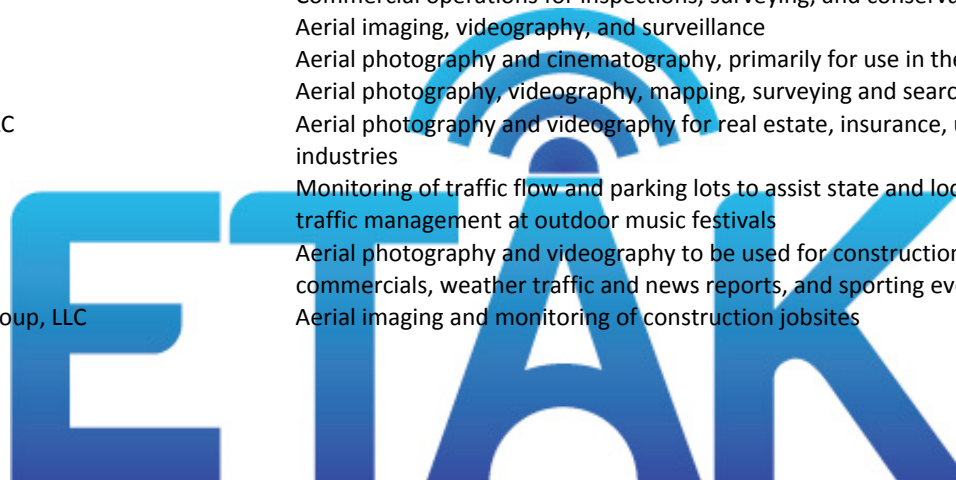 Aerial imaging, videography, and surveillance
Aerial photography and cinematography, primarily for use in the
Aerial photography, videography, mapping, surveying and searc
C Aerial photography and videography for real estate, insurance, u
industries
Monitoring of traffic flow and parking lots to assist state and loc
traffic management at outdoor music festivals
Aerial photography and videography to be used for construction
commercials, weather traffic and news reports, and sporting eve
oup, LLC Aerial imaging and monitoring of construction jobsites
ETAK